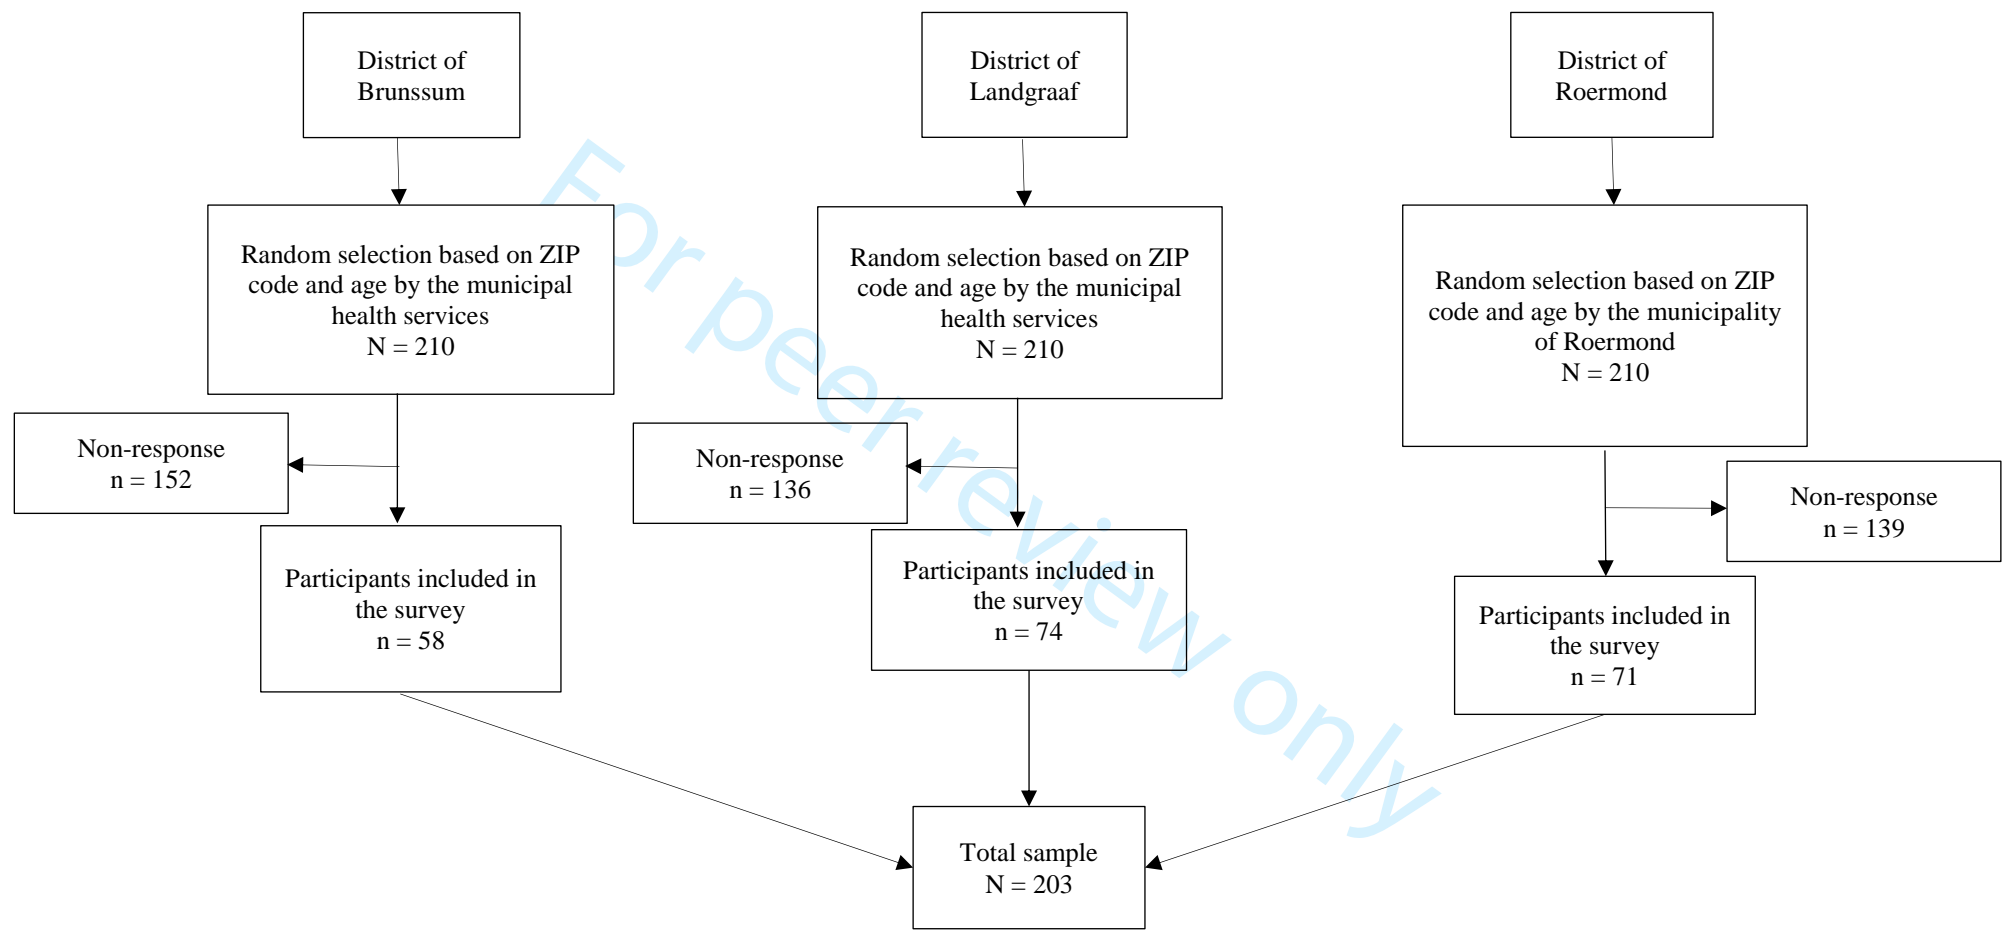 District of
Brunssum
District of
Landgraaf
District of
Roermond
Random selection based on ZIP
code and age by the municipal
health services
N = 210
Random selection based on ZIP
code and age by the municipal
health services
N = 210
Random selection based on ZIP
code and age by the municipality
of Roermond
N = 210
Non-response
n = 152
Non-response
n = 136
Non-response
n = 139
Participants included in
the survey
n = 58
Participants included in
the survey
n = 74
Participants included in
the survey
n = 71
Total sample
N = 203
For peer review only